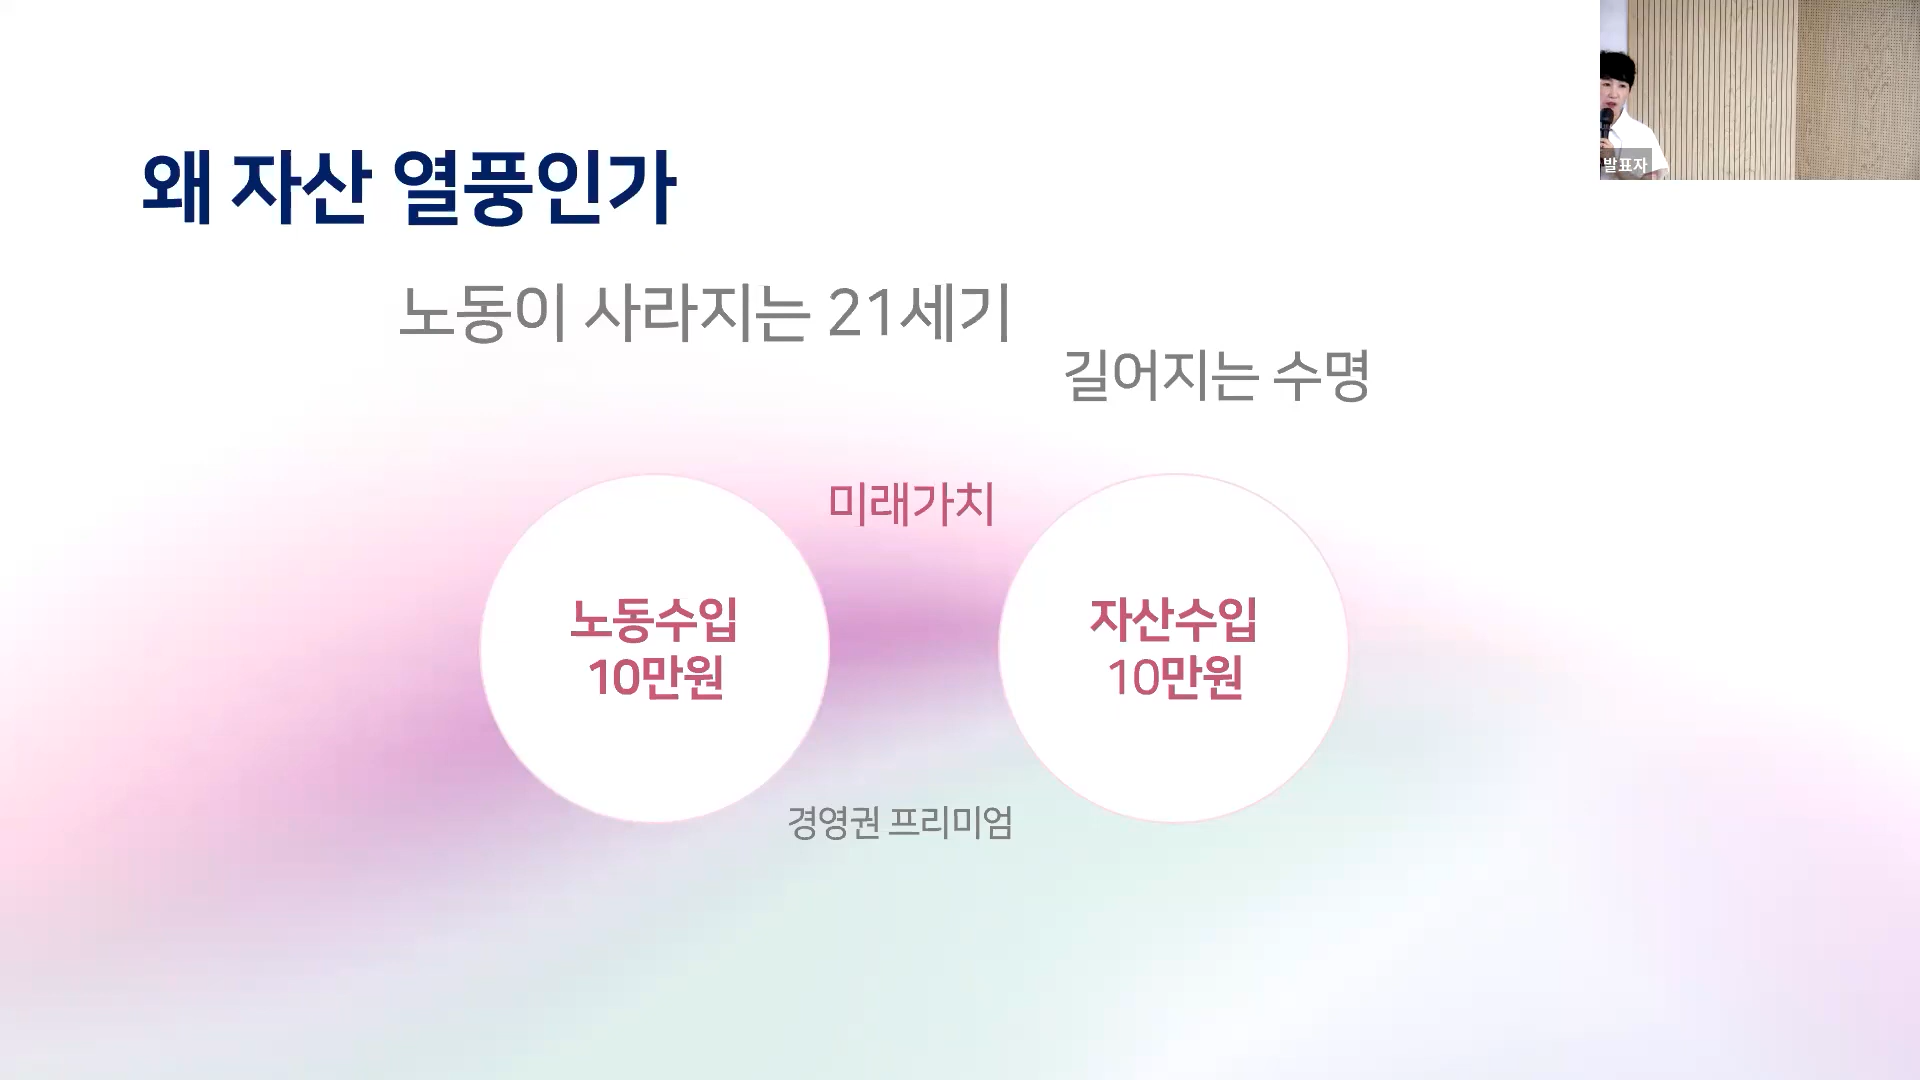 왜 자산 열풍인가
노동이 사라지는 21세기
길어지는 수명
미래가치
노동수입
10만원
자산수입
10만원
경영권 프리미엄
발표자